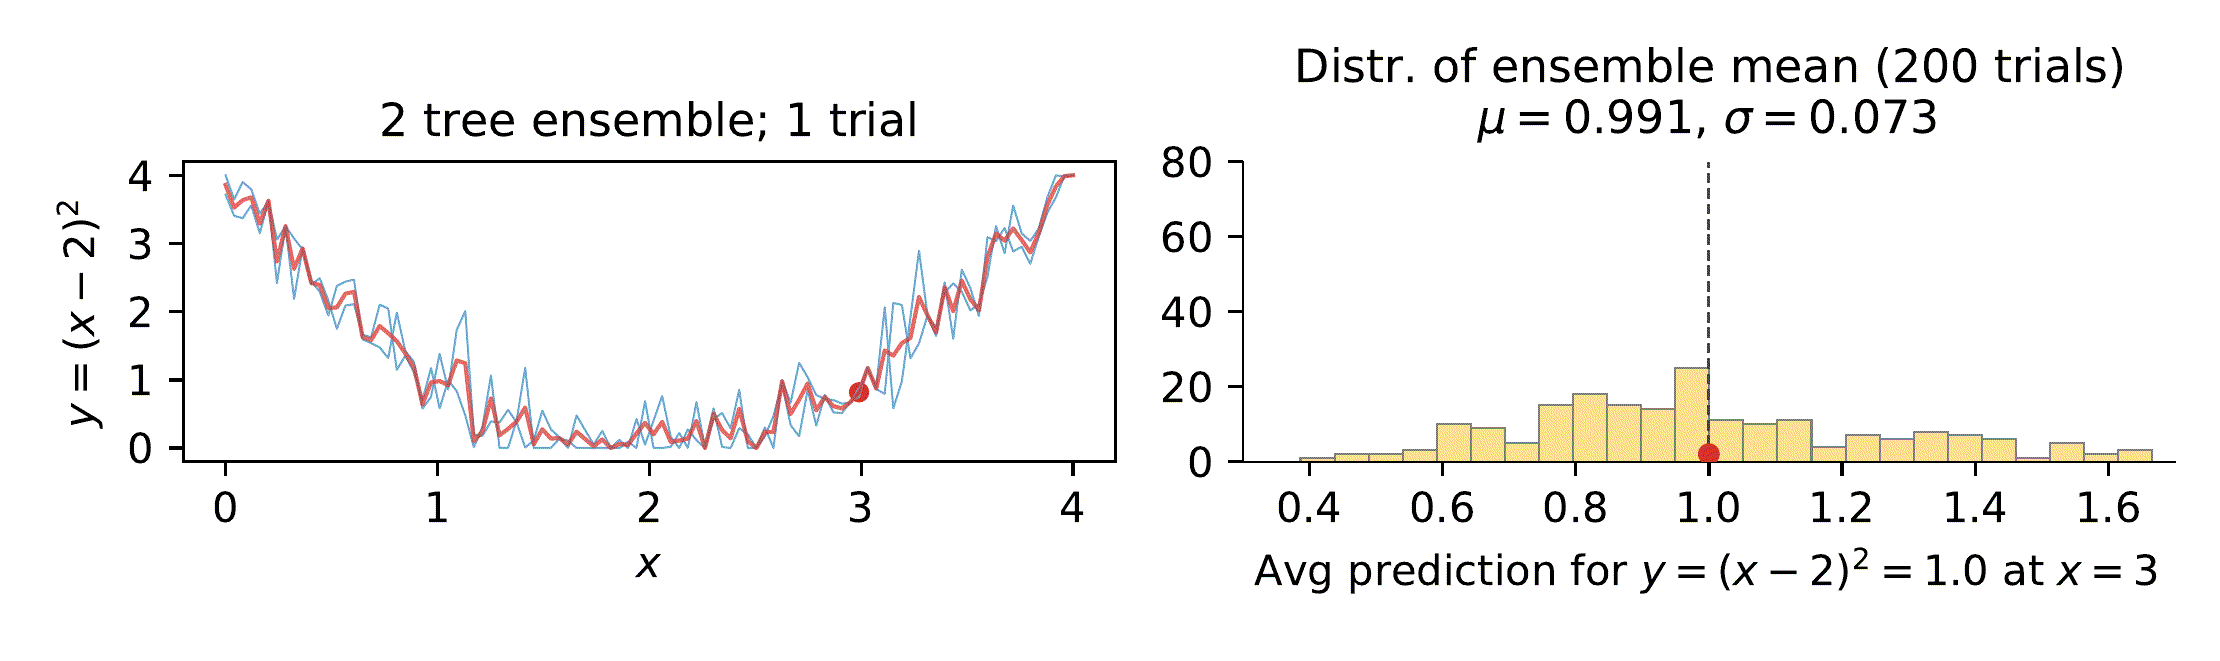 2 tree ensemble; 1 trial
y = (x − 2)²
4
3
2
1
0
0 1 2 3 4
x
Distr. of ensemble mean (200 trials)
μ = 0.991, σ = 0.073
80
60
40
20
0
0.4 0.6 0.8 1.0 1.2 1.4 1.6
Avg prediction for y = (x − 2)² = 1.0 at x = 3